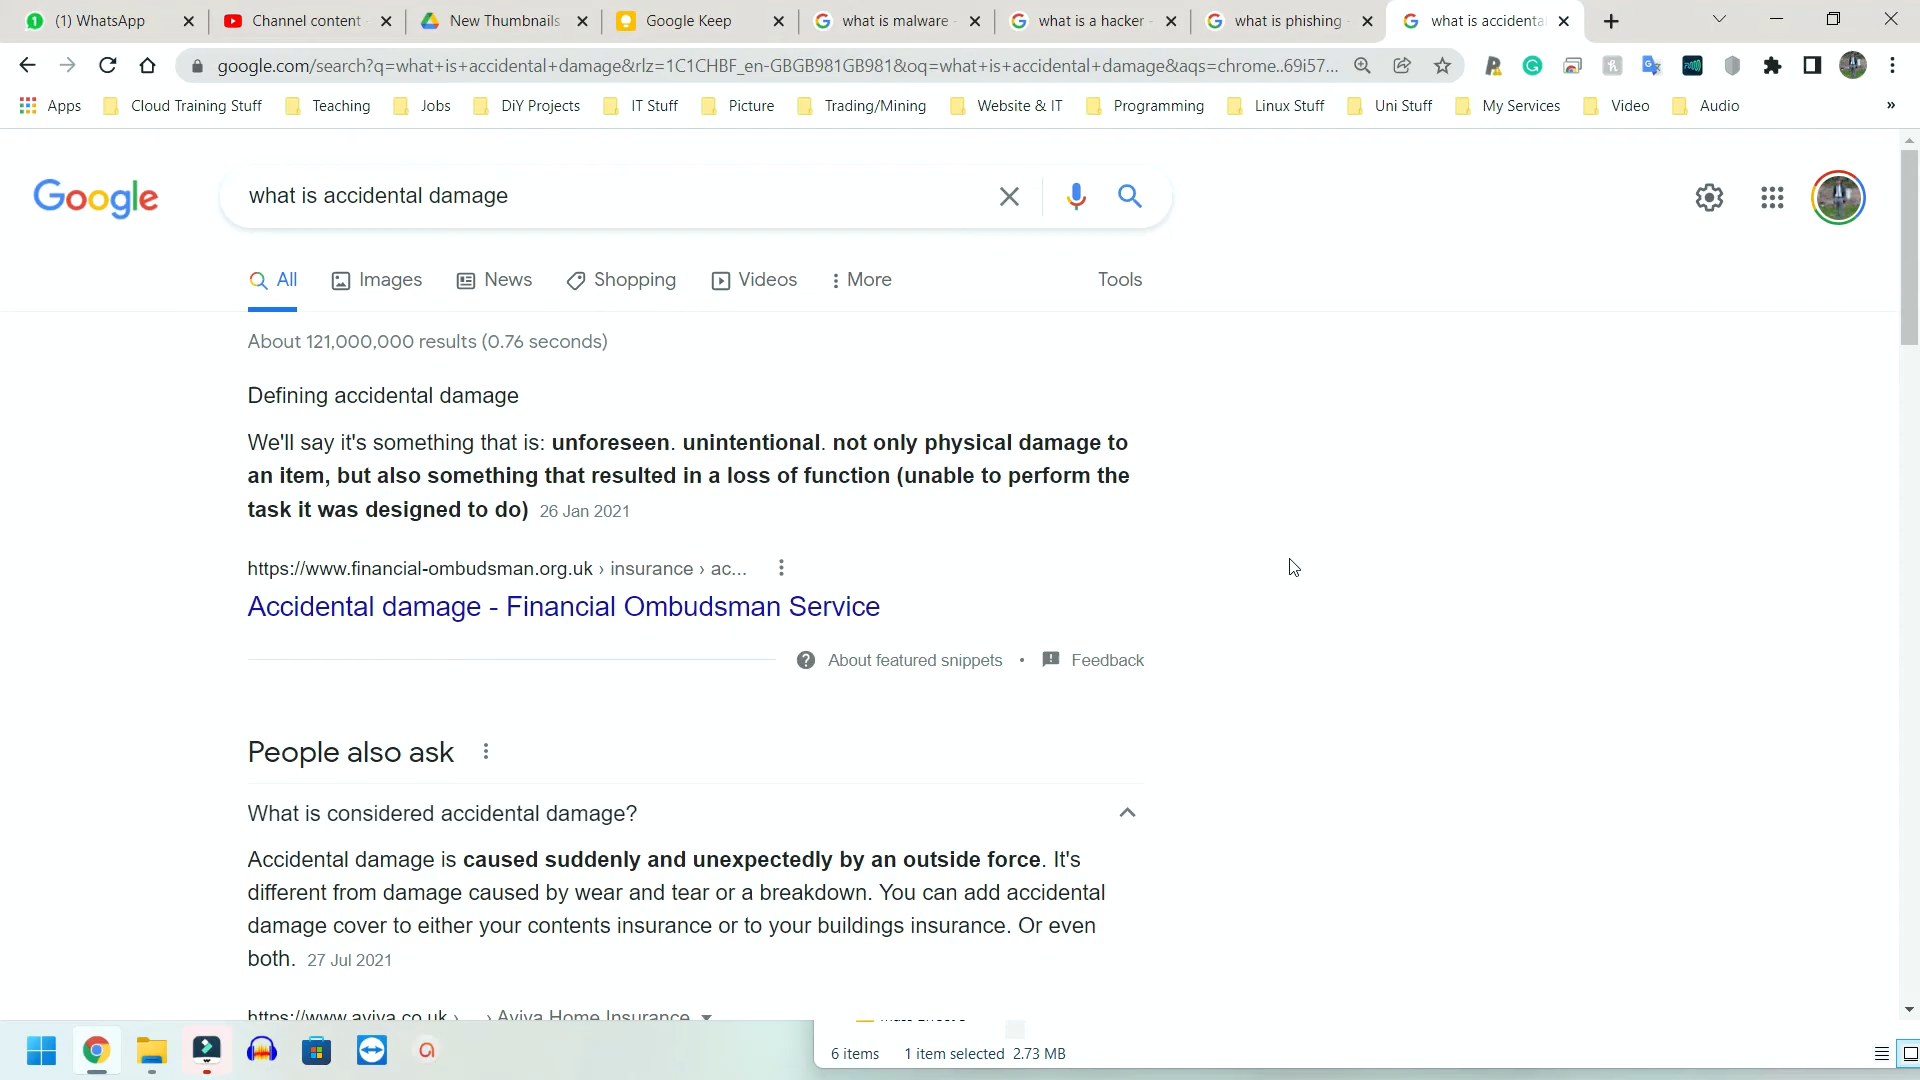 (1) WhatsApp
Channel content
New Thumbnails
Google Keep
what is malware
what is a hacker
what is phishing
what is accidental
google.com/search?q=what+is+accidental+damage&rlz=1C1CHBF_en-GBGB981GB981&oq=what+is+accidental+damage&aqs=chrome..69i57...
Apps
Cloud Training Stuff
Teaching
Jobs
DiY Projects
IT Stuff
Picture
Trading/Mining
Website & IT
Programming
Linux Stuff
Uni Stuff
My Services
Video
Audio
»
Google
what is accidental damage
All
Images
News
Shopping
Videos
More
Tools
About 121,000,000 results (0.76 seconds)
Defining accidental damage
We'll say it's something that is: unforeseen. unintentional. not only physical damage to
an item, but also something that resulted in a loss of function (unable to perform the
task it was designed to do) 26 Jan 2021
https://www.financial-ombudsman.org.uk › insurance › ac...
Accidental damage - Financial Ombudsman Service
About featured snippets • Feedback
People also ask
What is considered accidental damage?
Accidental damage is caused suddenly and unexpectedly by an outside force. It's
different from damage caused by wear and tear or a breakdown. You can add accidental
damage cover to either your contents insurance or to your buildings insurance. Or even
both. 27 Jul 2021
https://www.aviva.co.uk › ... › Aviva Home Insurance
6 items 1 item selected 2.73 MB